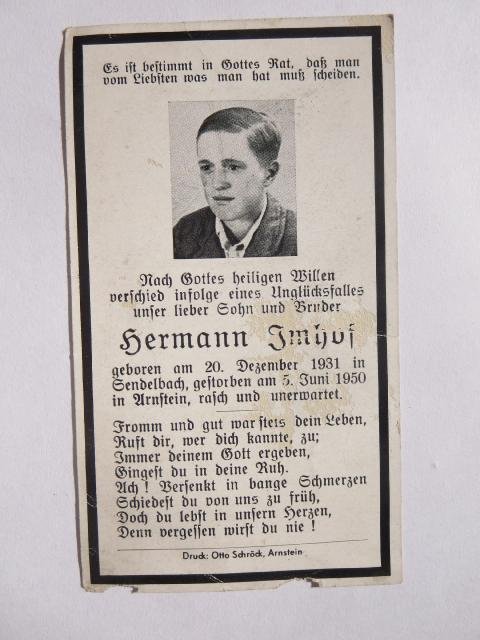 Es ist bestimmt in Gottes Rat, daß man
vom Liebsten was man hat muß scheiden.
Nach Gottes heiligen Willen
verschied infolge eines Unglücksfalles
unser lieber Sohn und Bruder
Hermann Imhof
geboren am 20. Dezember 1931 in
Sendelbach, gestorben am 5. Juni 1950
in Arnstein, rasch und unerwartet.
Fromm und gut war stets dein Leben,
Ruft dir, wer dich kannte, zu;
Immer deinem Gott ergeben,
Gingest du in deine Ruh.
Ach! Versenkt in bange Schmerzen
Schiedest du von uns zu früh,
Doch du lebst in unsern Herzen,
Denn vergessen wirst du nie!
Druck: Otto Schröck, Arnstein